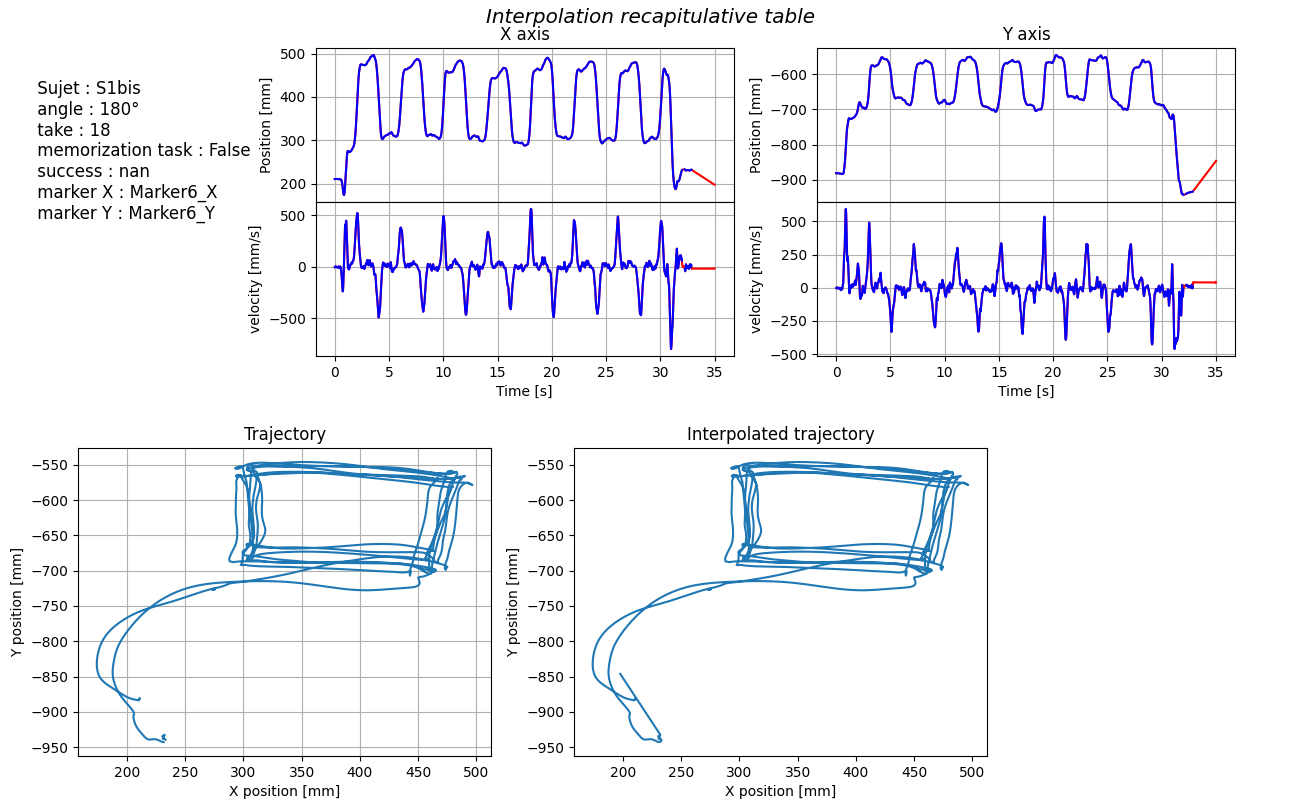 Interpolation recapitulative table
Sujet : S1bis
angle : 180°
take : 18
memorization task : False
success : nan
marker X : Marker6_X
marker Y : Marker6_Y
X axis
Position [mm]
500
400
300
200
velocity [mm/s]
500
0
−500
0 5 10 15 20 25 30 35
Time [s]
Y axis
Position [mm]
−600
−700
−800
−900
velocity [mm/s]
500
250
0
−250
−500
0 5 10 15 20 25 30 35
Time [s]
Trajectory
Y position [mm]
−550
−600
−650
−700
−750
−800
−850
−900
−950
200 250 300 350 400 450 500
X position [mm]
Interpolated trajectory
Y position [mm]
−550
−600
−650
−700
−750
−800
−850
−900
−950
200 250 300 350 400 450 500
X position [mm]